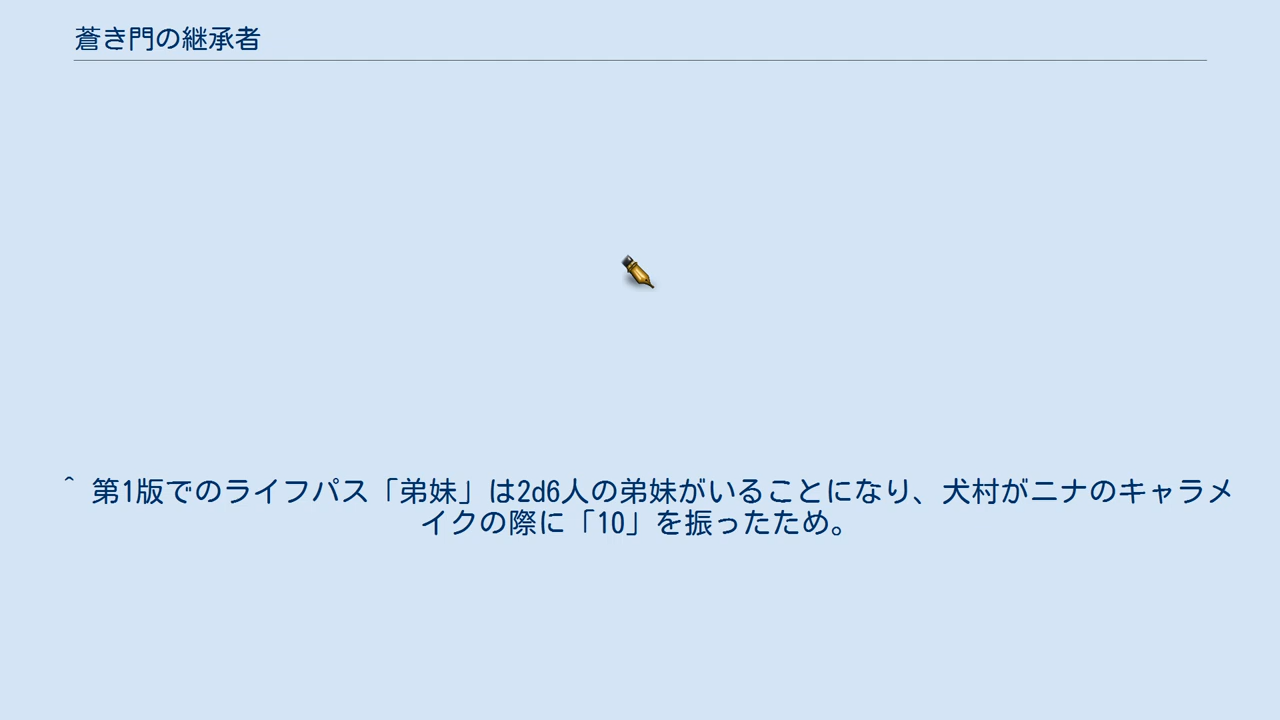 蒼き門の継承者
^ 第1版でのライフパス「弟妹」は2d6人の弟妹がいることになり、犬村がニナのキャラメ
イクの際に「10」を振ったため。